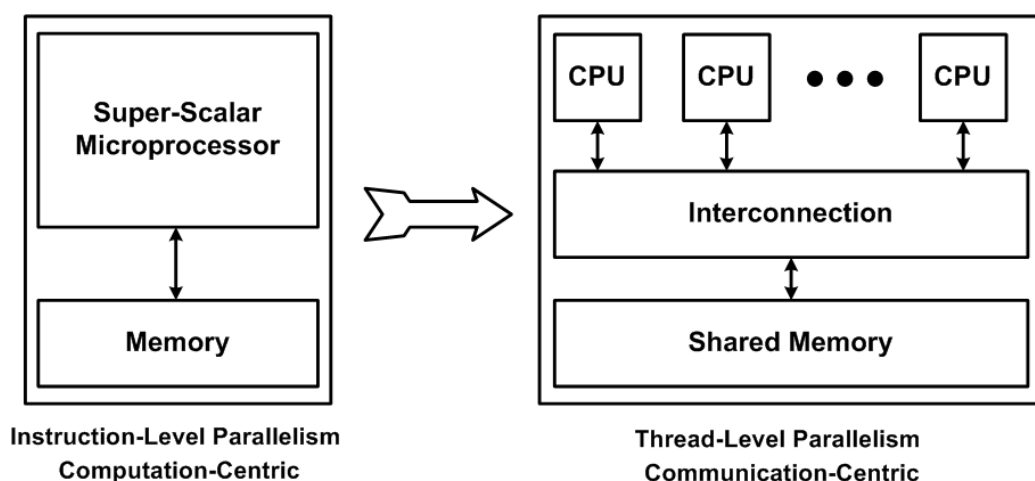 Super-Scalar
Microprocessor
Memory
Instruction-Level Parallelism
Computation-Centric
CPU
CPU
CPU
Interconnection
Shared Memory
Thread-Level Parallelism
Communication-Centric